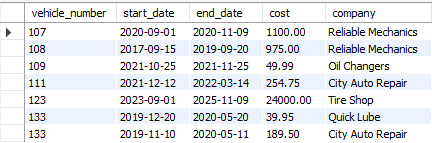 vehicle_number start_date end_date cost company
107 2020-09-01 2020-11-09 1100.00 Reliable Mechanics
108 2017-09-15 2019-09-20 975.00 Reliable Mechanics
109 2021-10-25 2021-11-25 49.99 Oil Changers
111 2021-12-12 2022-03-14 254.75 City Auto Repair
123 2023-09-01 2025-11-09 24000.00 Tire Shop
133 2019-12-20 2020-05-20 39.95 Quick Lube
133 2019-11-10 2020-05-11 189.50 City Auto Repair